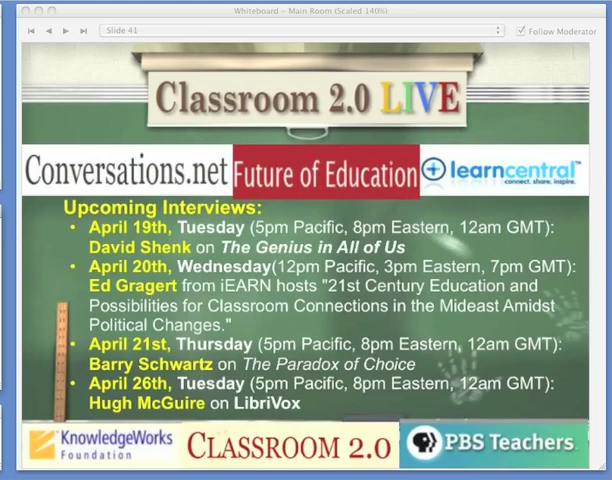 Whiteboard – Main Room (Scaled 140%)
Slide 41
Follow Moderator
Classroom 2.0 LIVE
Conversations.net
Future of Education
learncentral™
connect. share. inspire.
Upcoming Interviews:
• April 19th, Tuesday (5pm Pacific, 8pm Eastern, 12am GMT):
David Shenk on The Genius in All of Us
• April 20th, Wednesday(12pm Pacific, 3pm Eastern, 7pm GMT):
Ed Gragert from iEARN hosts "21st Century Education and
Possibilities for Classroom Connections in the Mideast Amidst
Political Changes."
• April 21st, Thursday (5pm Pacific, 8pm Eastern, 12am GMT):
Barry Schwartz on The Paradox of Choice
• April 26th, Tuesday (5pm Pacific, 8pm Eastern, 12am GMT):
Hugh McGuire on LibriVox
KnowledgeWorks
Foundation
CLASSROOM 2.0
PBS Teachers